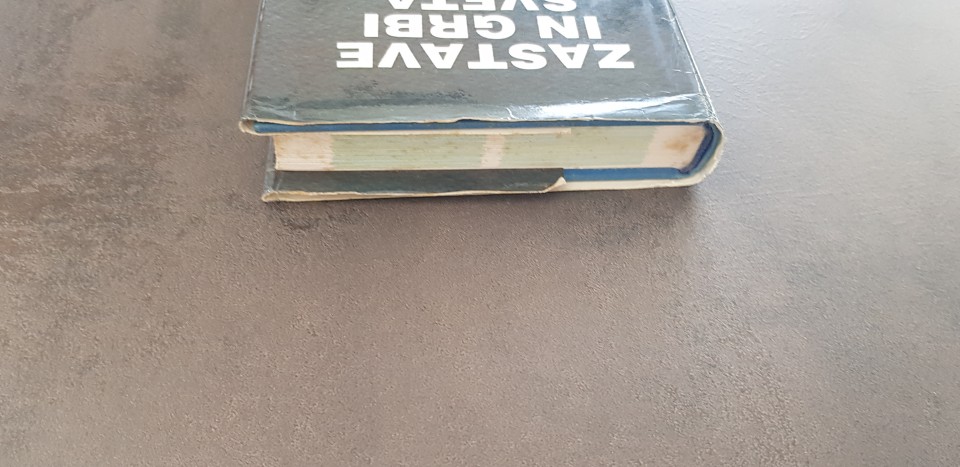 ZASTAVE
IN GRBI
SVETA